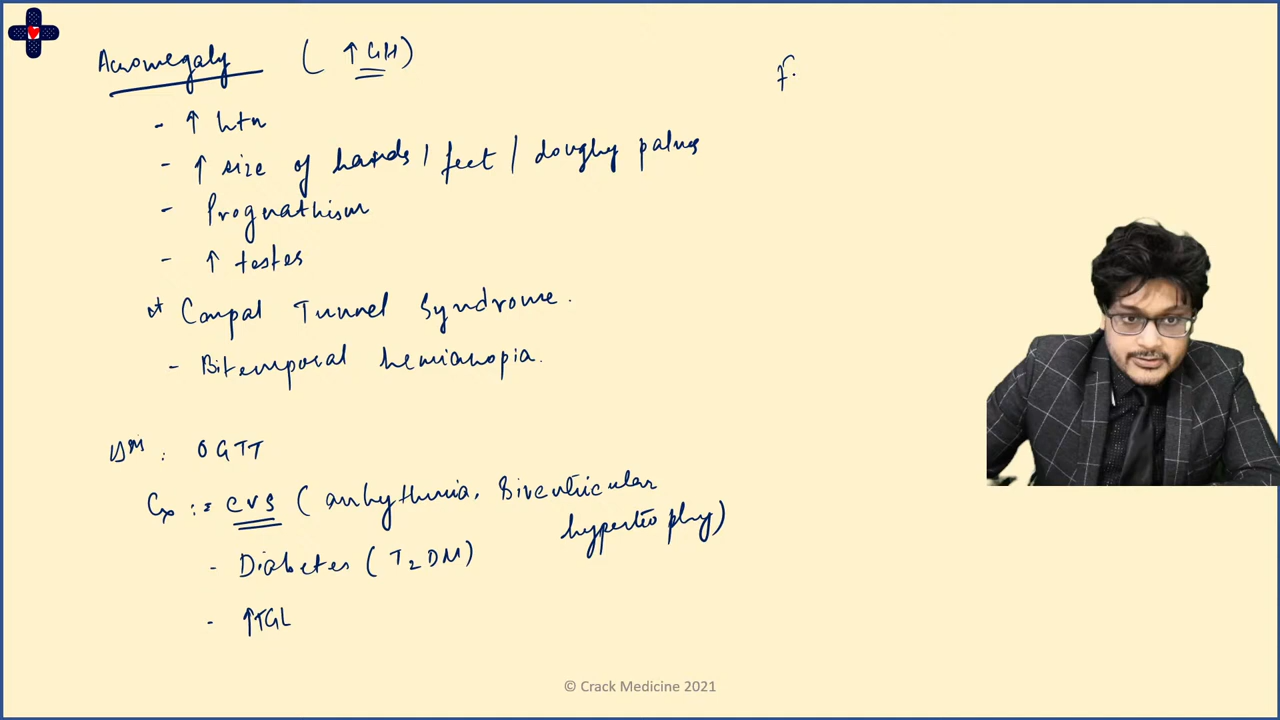 Acromegaly ( ↑ GH )
- ↑ htn
- ↑ size of hands / feet / doughy palms
- Prognathism
- ↑ testes
* Carpal Tunnel Syndrome.
- Bitemporal hemianopia.
: OGTT
Cx :- CVS ( arrhythmia, Biventricular hypertrophy )
- Diabetes ( T2DM )
- ↑TGL
f.
© Crack Medicine 2021